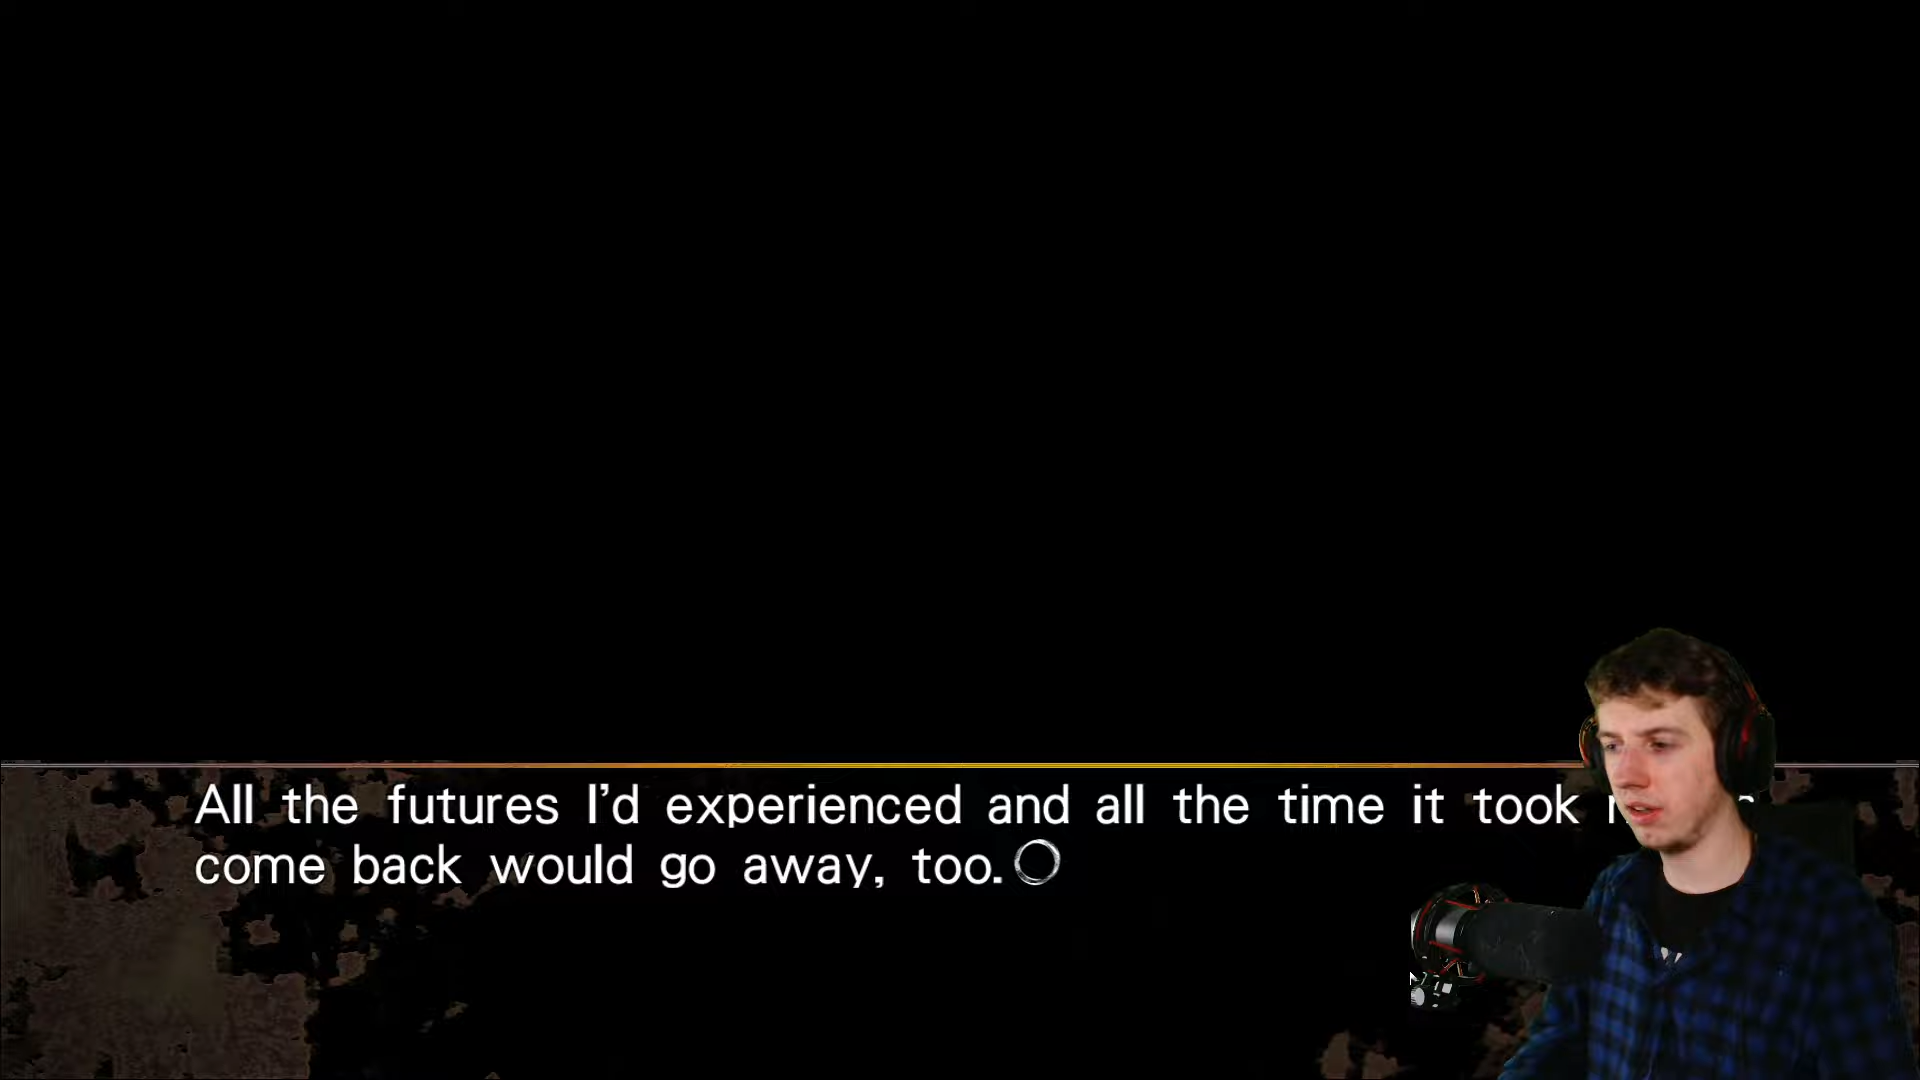 All the futures I'd experienced and all the time it took
come back would go away, too.